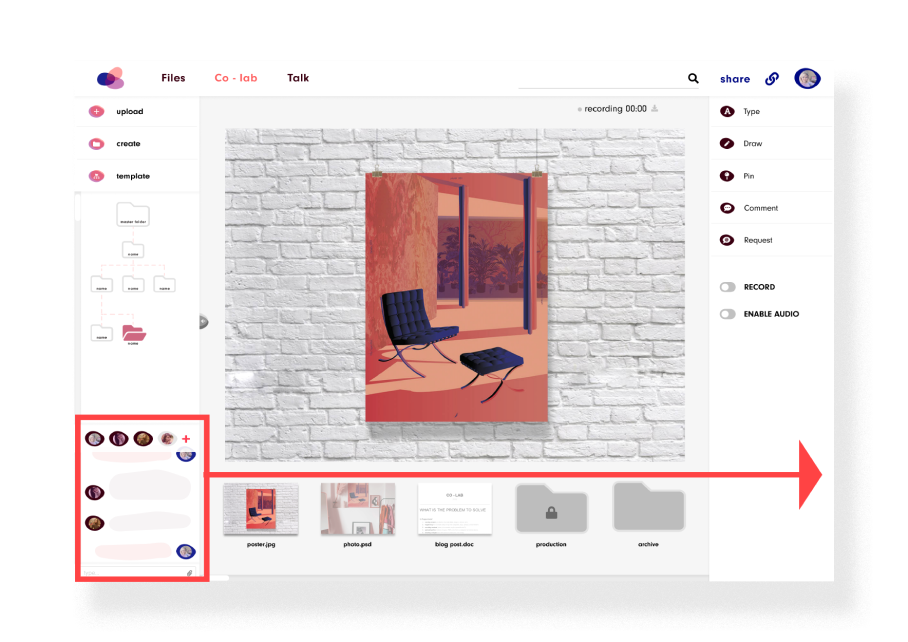 Files
Co - lab
Talk
share
upload
create
template
recording 00:00
A Type
Draw
Pin
Comment
Request
RECORD
ENABLE AUDIO
master folder
name
name name name
name
name
CO - LAB
WHAT IS THE PROBLEM TO SOLVE
poster.jpg
photo.psd
blog post.doc
production
archive